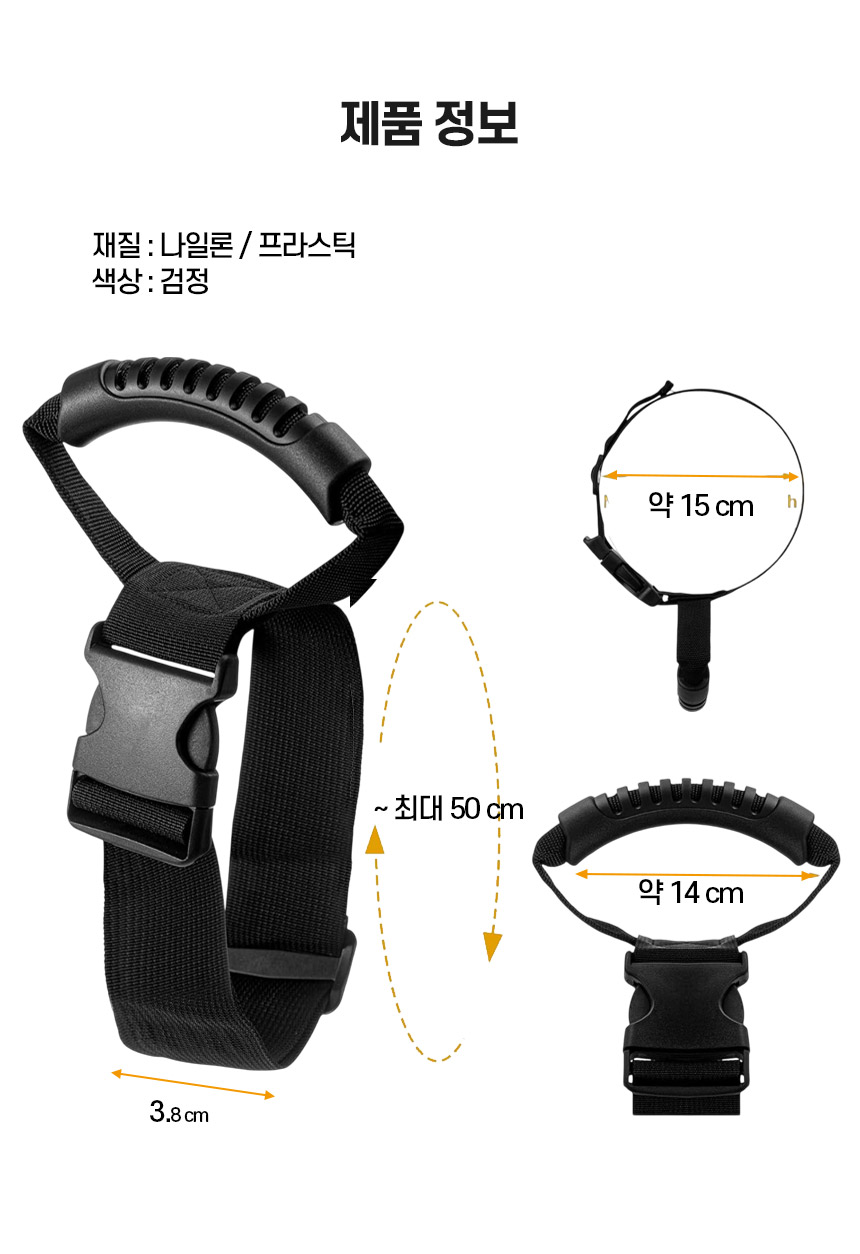 제품 정보
재질 : 나일론 / 프라스틱
색상 : 검정
약 15 cm
h
~ 최대 50 cm
약 14 cm
3.8 cm